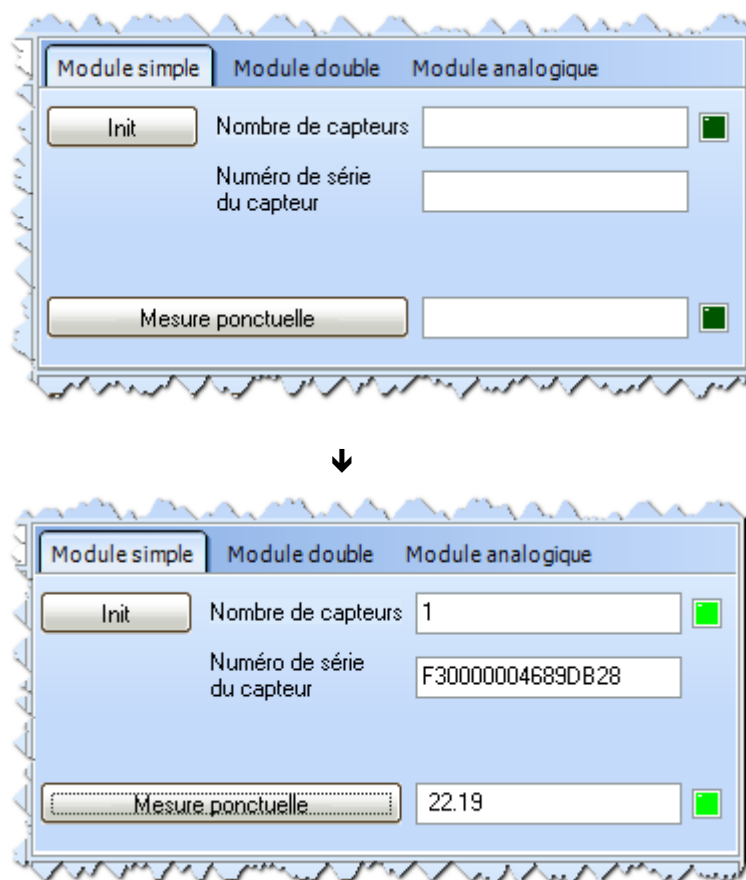 Module simple Module double Module analogique
Init Nombre de capteurs
Numéro de série
du capteur
Mesure ponctuelle
Module simple Module double Module analogique
Init Nombre de capteurs 1
Numéro de série
du capteur F30000004689DB28
Mesure ponctuelle 22.19